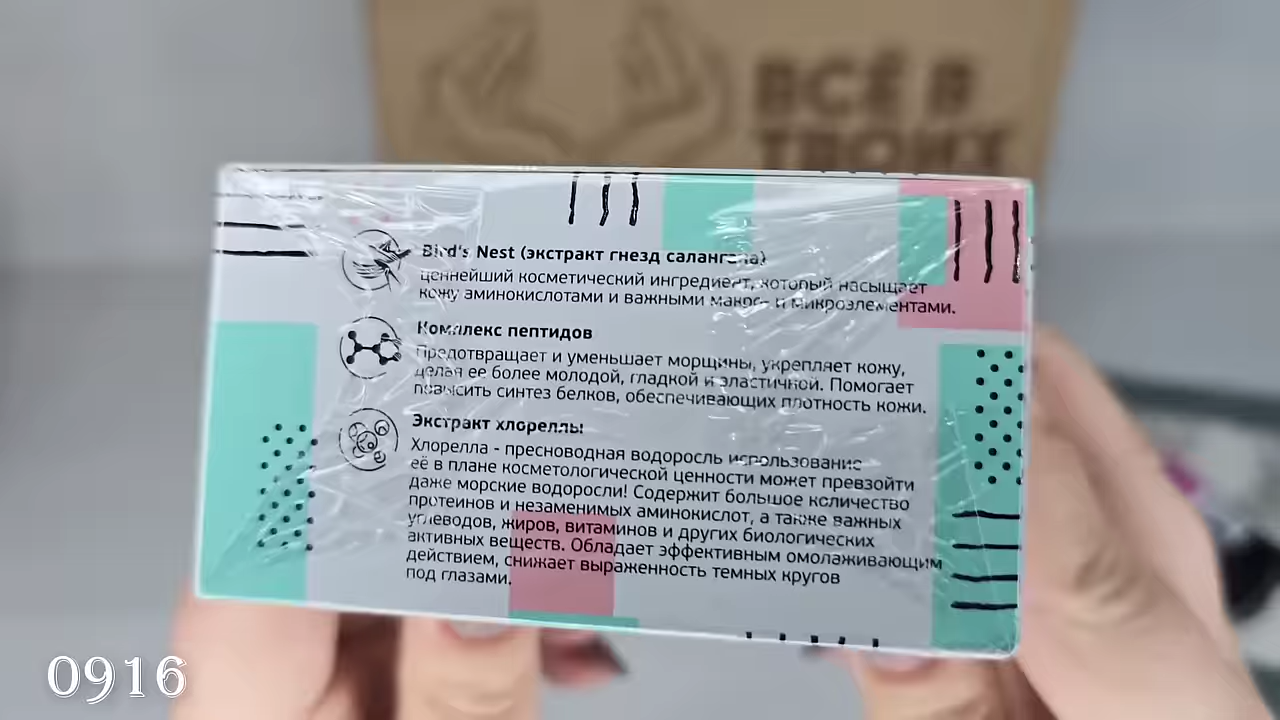 ВСЁ В
ТВОИХ
Bird's Nest (экстракт гнезд салангана)
ценнейший косметический ингредиент, который насыщает
кожу аминокислотами и важными макро- и микроэлементами.
Комплекс пептидов
Предотвращает и уменьшает морщины, укрепляет кожу,
делая ее более молодой, гладкой и эластичной. Помогает
повысить синтез белков, обеспечивающих плотность кожи.
Экстракт хлореллы
Хлорелла - пресноводная водоросль использование
её в плане косметологической ценности может превзойти
даже морские водоросли! Содержит большое количество
протеинов и незаменимых аминокислот, а также важных
углеводов, жиров, витаминов и других биологических
активных веществ. Обладает эффективным омолаживающим
действием, снижает выраженность темных кругов
под глазами.
0916